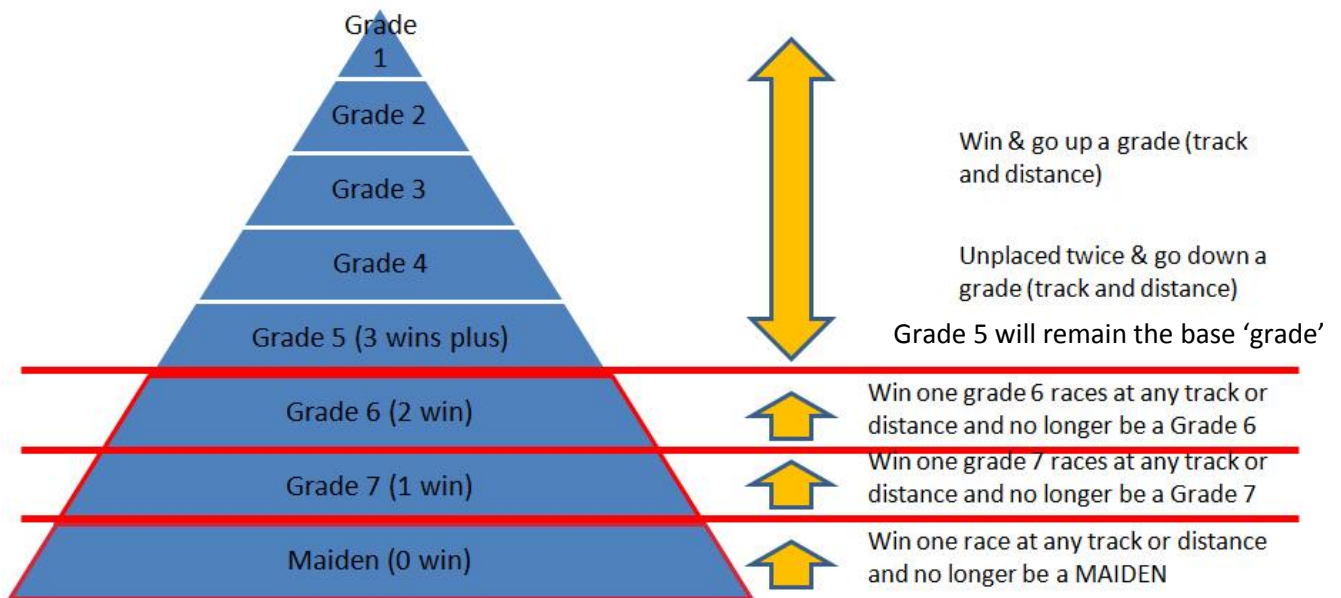 Grade
1
Grade 2
Grade 3
Grade 4
Grade 5 (3 wins plus)
Grade 6 (2 win)
Grade 7 (1 win)
Maiden (0 win)
Win & go up a grade (track
and distance)
Unplaced twice & go down a
grade (track and distance)
Grade 5 will remain the base ‘grade’
Win one grade 6 races at any track or
distance and no longer be a Grade 6
Win one grade 7 races at any track or
distance and no longer be a Grade 7
Win one race at any track or distance
and no longer be a MAIDEN